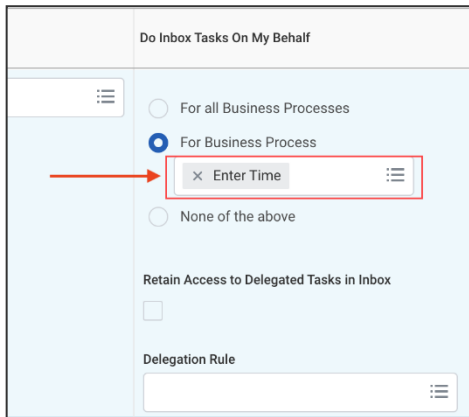 Do Inbox Tasks On My Behalf
For all Business Processes
For Business Process
× Enter Time
None of the above
Retain Access to Delegated Tasks in Inbox
Delegation Rule